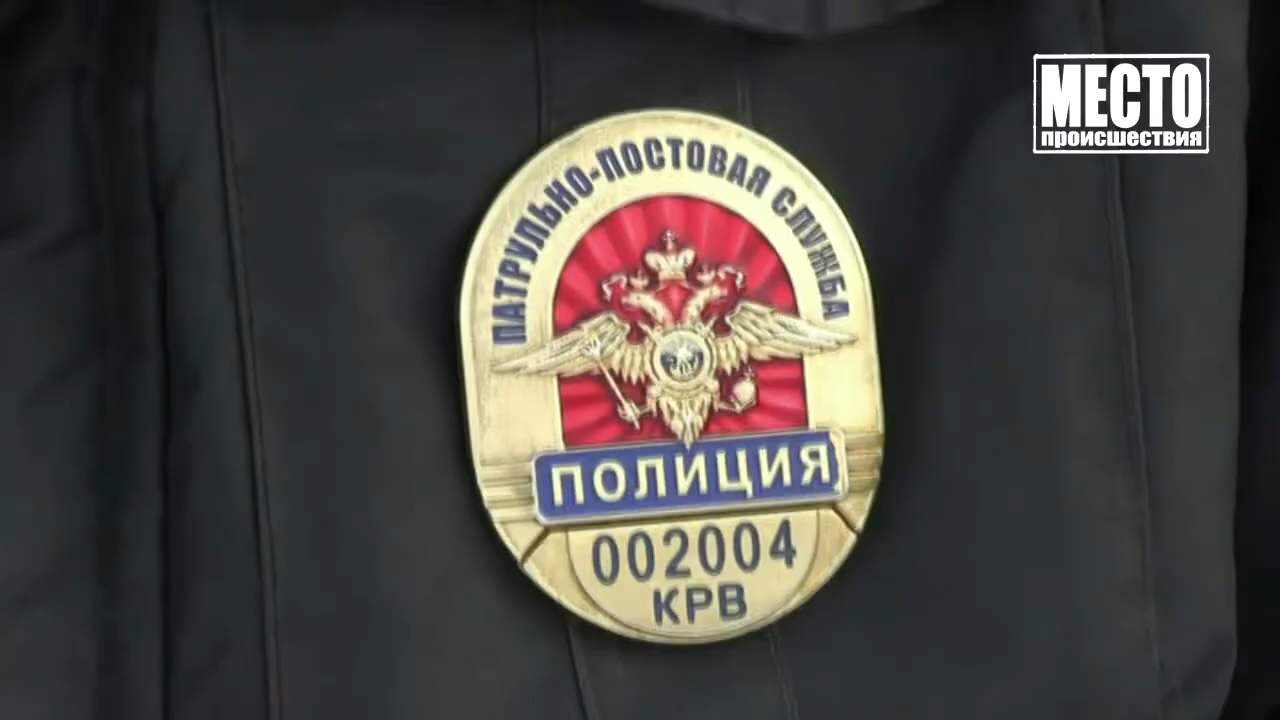 МЕСТО
ПРОИСШЕСТВИЯ
ПАТРУЛЬНО-ПОСТОВАЯ СЛУЖБА
ПОЛИЦИЯ
002004
КРВ